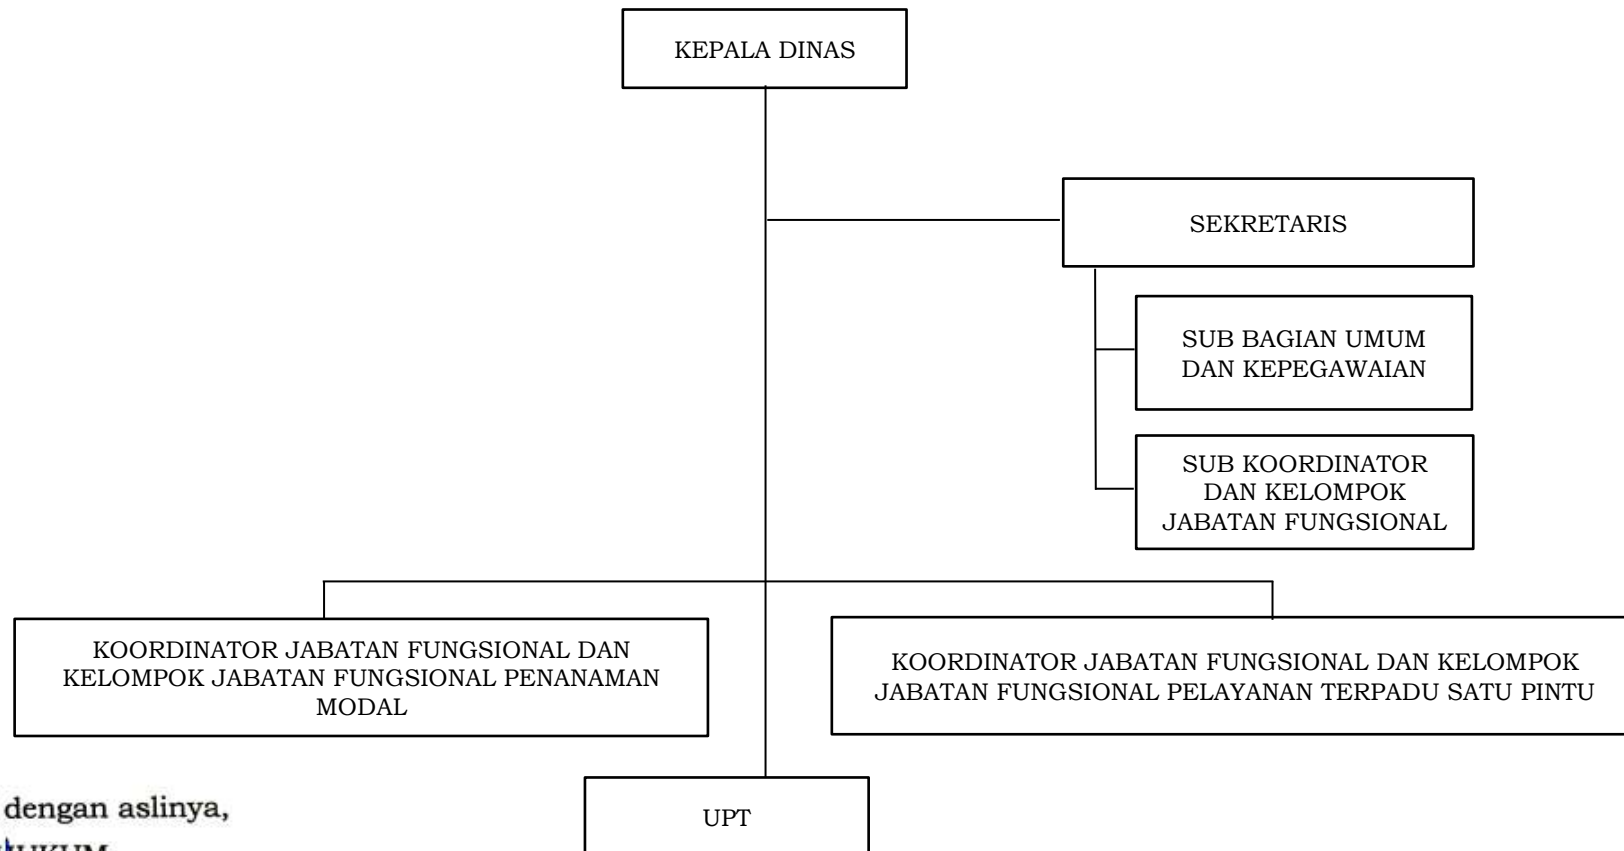 KEPALA DINAS
SEKRETARIS
SUB BAGIAN UMUM
DAN KEPEGAWAIAN
SUB KOORDINATOR
DAN KELOMPOK
JABATAN FUNGSIONAL
KOORDINATOR JABATAN FUNGSIONAL DAN
KELOMPOK JABATAN FUNGSIONAL PENANAMAN
MODAL
KOORDINATOR JABATAN FUNGSIONAL DAN KELOMPOK
JABATAN FUNGSIONAL PELAYANAN TERPADU SATU PINTU
UPT
dengan aslinya,
HUKUM